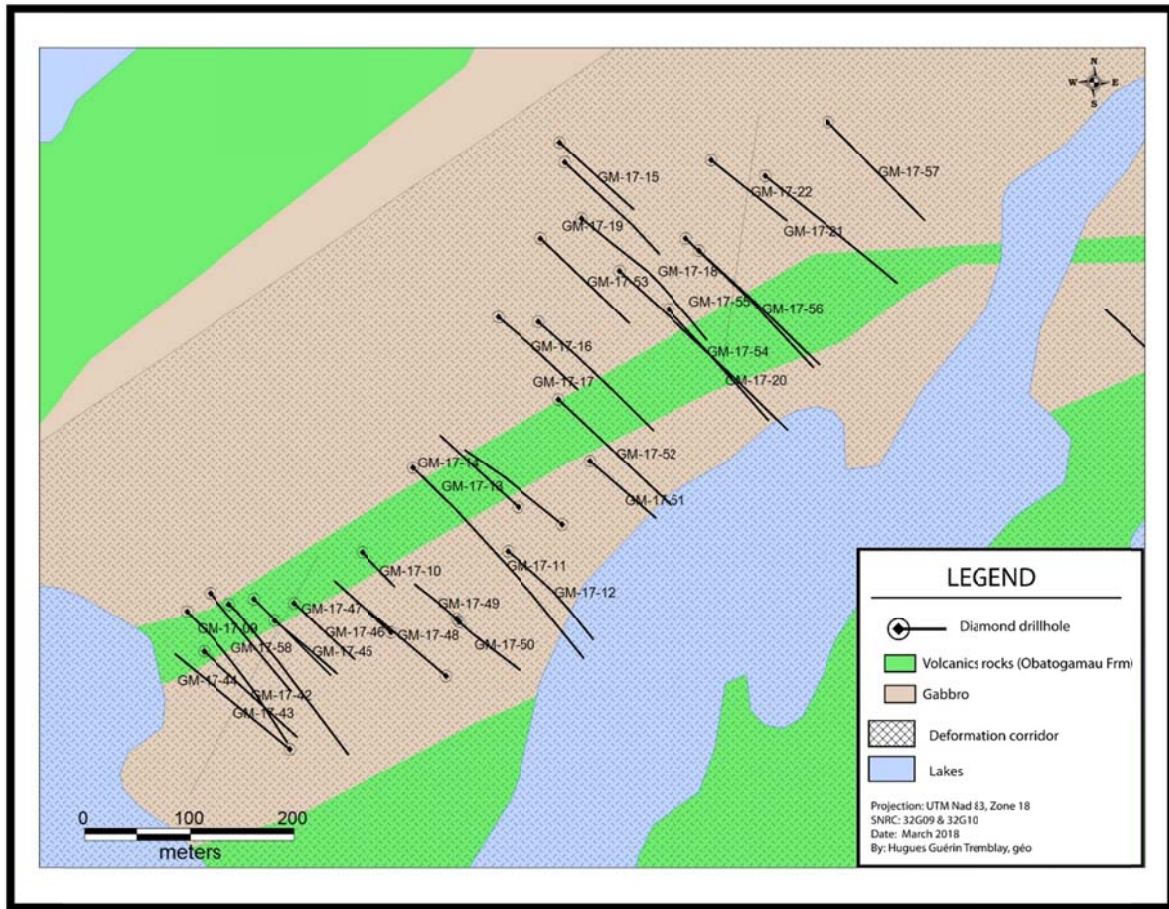 N
W E
S
GM-17-57
GM-17-15
GM-17-22
GM-17-19
GM-17-21
GM-17-18
GM-17-53
GM-17-55
GM-17-56
GM-17-16
GM-17-54
GM-17-17
GM-17-20
GM-17-52
GM-17-14
GM-17-13
GM-17-51
GM-17-11
GM-17-10
GM-17-12
GM-17-49
GM-17-47
GM-17-09
GM-17-46
GM-17-48
GM-17-58
GM-17-45
GM-17-50
GM-17-44
GM-17-42
GM-17-43
0 100 200
meters
LEGEND
Diamond drillhole
Volcanics rocks (Obatogamau Frm)
Gabbro
Deformation corridor
Lakes
Projection: UTM Nad 83, Zone 18
SNRC: 32G09 & 32G10
Date: March 2018
By: Hugues Guérin Tremblay, géo